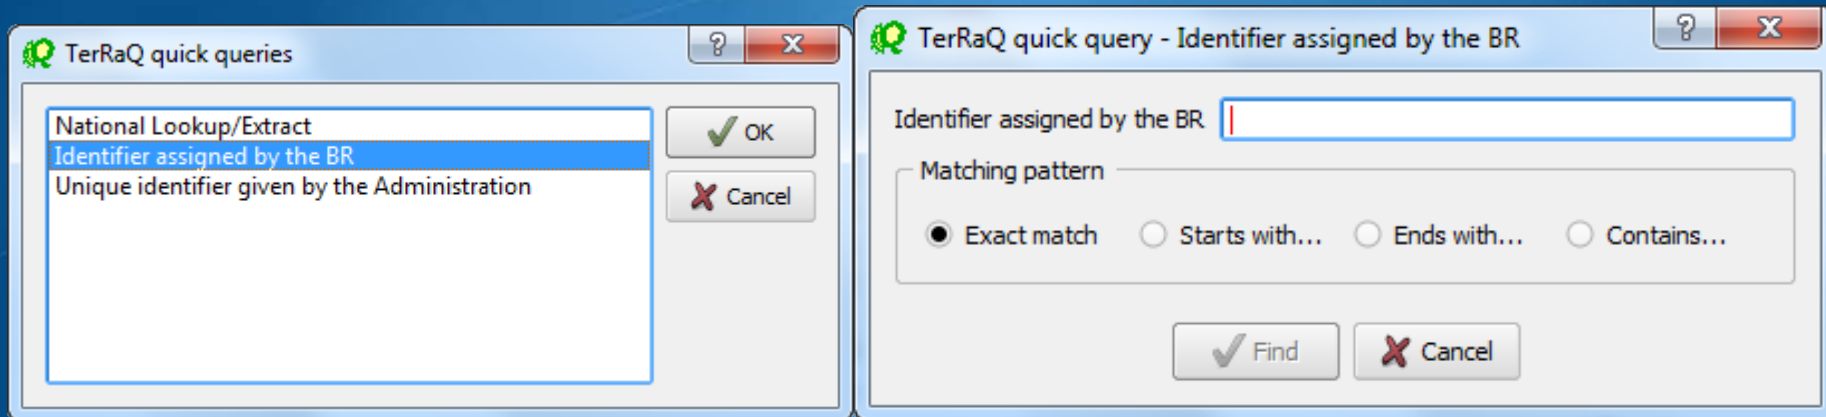 TerRaQ quick queries
National Lookup/Extract
Identifier assigned by the BR
Unique identifier given by the Administration
OK
Cancel
TerRaQ quick query - Identifier assigned by the BR
Identifier assigned by the BR
Matching pattern
Exact match Starts with... Ends with... Contains...
Find Cancel